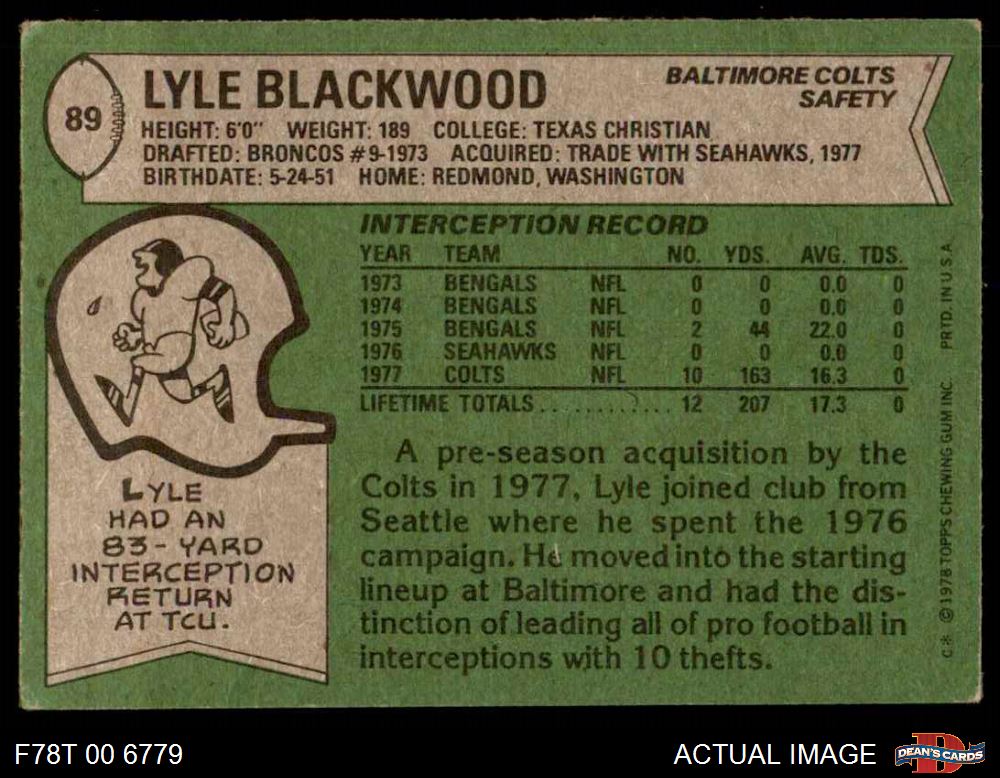 89
LYLE BLACKWOOD
BALTIMORE COLTS
SAFETY
HEIGHT: 6'0" WEIGHT: 189 COLLEGE: TEXAS CHRISTIAN
DRAFTED: BRONCOS #9-1973 ACQUIRED: TRADE WITH SEAHAWKS, 1977
BIRTHDATE: 5-24-51 HOME: REDMOND, WASHINGTON
INTERCEPTION RECORD
YEAR TEAM NO. YDS. AVG. TDS.
1973 BENGALS NFL 0 0 0.0 0
1974 BENGALS NFL 0 0 0.0 0
1975 BENGALS NFL 2 44 22.0 0
1976 SEAHAWKS NFL 0 0 0.0 0
1977 COLTS NFL 10 163 16.3 0
LIFETIME TOTALS............ 12 207 17.3 0
A pre-season acquisition by the
Colts in 1977, Lyle joined club from
Seattle where he spent the 1976
campaign. He moved into the starting
lineup at Baltimore and had the dis-
tinction of leading all of pro football in
interceptions with 10 thefts.
LYLE
HAD AN
83-YARD
INTERCEPTION
RETURN
AT TCU.
C* © 1978 TOPPS CHEWING GUM INC. PRTD. IN U.S.A.
F78T 00 6779
ACTUAL IMAGE
D
DEAN'S CARDS